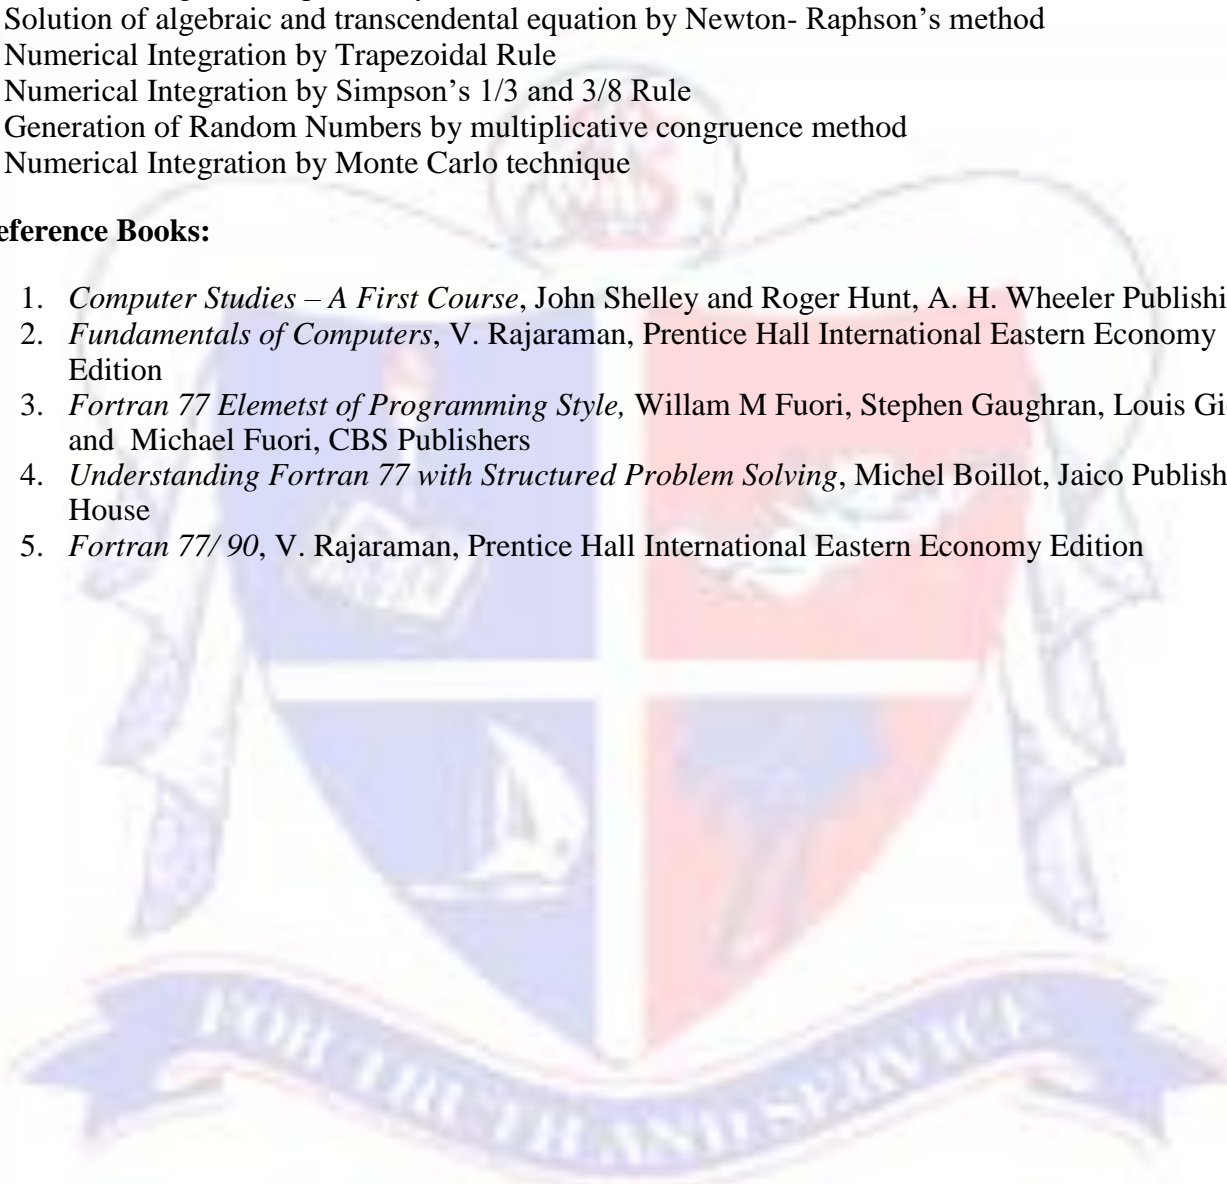 Solution of algebraic and transcendental equation by Newton- Raphson’s method
Numerical Integration by Trapezoidal Rule
Numerical Integration by Simpson’s 1/3 and 3/8 Rule
Generation of Random Numbers by multiplicative congruence method
Numerical Integration by Monte Carlo technique
eference Books:
1. Computer Studies – A First Course, John Shelley and Roger Hunt, A. H. Wheeler Publishi
2. Fundamentals of Computers, V. Rajaraman, Prentice Hall International Eastern Economy
Edition
3. Fortran 77 Elemetst of Programming Style, Willam M Fuori, Stephen Gaughran, Louis Gi
and Michael Fuori, CBS Publishers
4. Understanding Fortran 77 with Structured Problem Solving, Michel Boillot, Jaico Publish
House
5. Fortran 77/ 90, V. Rajaraman, Prentice Hall International Eastern Economy Edition
FOR TRUTH AND SERVICE